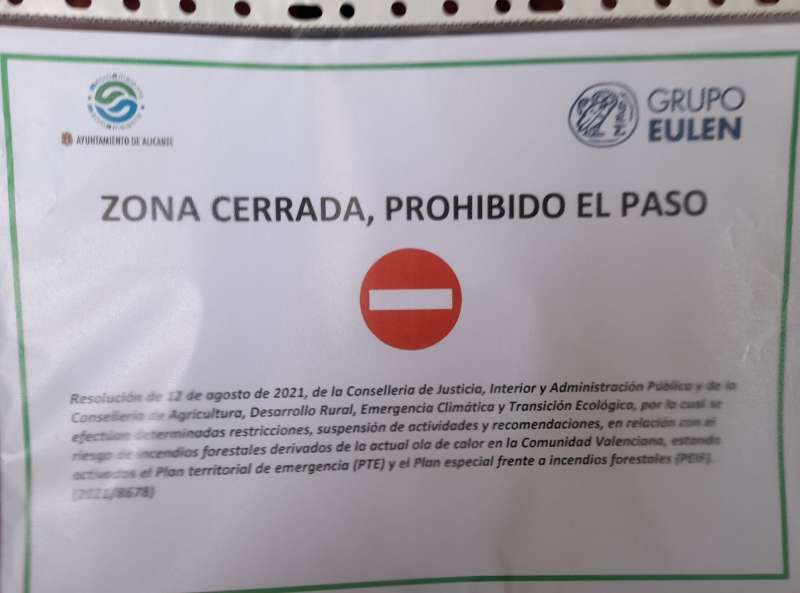 AYUNTAMIENTO DE ALICANTE
GRUPO
EULEN
ZONA CERRADA, PROHIBIDO EL PASO
Resolución de 12 de agosto de 2021, de la Conselleria de Justicia, Interior y Administración Pública y de la
Conselleria de Agricultura, Desarrollo Rural, Emergencia Climática y Transición Ecológica, por la cual se
efectúan determinadas restricciones, suspensión de actividades y recomendaciones, en relación con el
riesgo de incendios forestales derivados de la actual ola de calor en la Comunidad Valenciana, estando
activados el Plan territorial de emergencia (PTE) y el Plan especial frente a incendios forestales (PEIF).
(2021/8678)